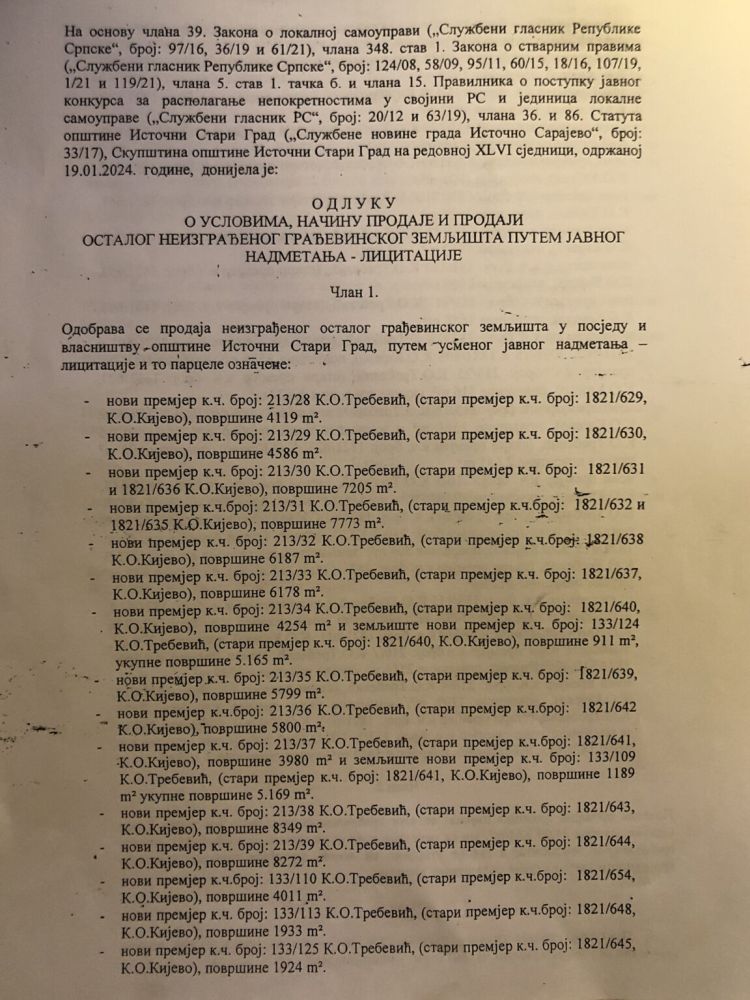 На основу члана 39. Закона о локалној самоуправи („Службени гласник Републике
Српске“, број: 97/16, 36/19 и 61/21), члана 348. став 1. Закона о стварним правима
(„Службени гласник Републике Српске“, број: 124/08, 58/09, 95/11, 60/15, 18/16, 107/19,
1/21 и 119/21), члана 5. став 1. тачка б. и члана 15. Правилника о поступку јавног
конкурса за располагање непокретностима у својини РС и јединица локалне
самоуправе („Службени гласник РС“, број: 20/12 и 63/19), члана 36. и 86. Статута
општине Источни Стари Град („Службене новине града Источно Сарајево“, број:
33/17), Скупштина општине Источни Стари Град на редовној XLVI сједници, одржаној
19.01.2024. године, донијела је:
О Д Л У К У
О УСЛОВИМА, НАЧИНУ ПРОДАЈЕ И ПРОДАЈИ
ОСТАЛОГ НЕИЗГРАЂЕНОГ ГРАЂЕВИНСКОГ ЗЕМЉИШТА ПУТЕМ ЈАВНОГ
НАДМЕТАЊА - ЛИЦИТАЦИЈЕ
Члан 1.
Одобрава се продаја неизграђеног осталог грађевинског земљишта у посједу и
власништву општине Источни Стари Град, путем усменог јавног надметања –
лицитације и то парцеле означене:
- нови премјер к.ч. број: 213/28 К.О.Требевић, (стари премјер к.ч. број: 1821/629,
К.О.Кијево), површине 4119 m².
- нови премјер к.ч. број: 213/29 К.О.Требевић, (стари премјер к.ч. број: 1821/630,
К.О.Кијево), површине 4586 m².
- нови премјер к.ч. број: 213/30 К.О.Требевић, (стари премјер к.ч. број: 1821/631
и 1821/636 К.О.Кијево), површине 7205 m².
- нови премјер к.ч.број: 213/31 К.О.Требевић, (стари премјер к.ч.број: 1821/632 и
1821/635 К.О.Кијево), површине 7773 m².
- нови премјер к.ч. број: 213/32 К.О.Требевић, (стари премјер к.ч.број: 1821/638
К.О.Кијево), површине 6187 m².
- нови премјер к.ч. број: 213/33 К.О.Требевић, (стари премјер к.ч. број: 1821/637,
К.О.Кијево), површине 6178 m².
- нови премјер к.ч. број: 213/34 К.О.Требевић, (стари премјер к.ч. број: 1821/640,
К.О.Кијево), површине 4254 m² и земљиште нови премјер к.ч. број: 133/124
К.О.Требевић, (стари премјер к.ч. број: 1821/640, К.О.Кијево), површине 911 m²,
укупне површине 5.165 m².
- нови премјер к.ч. број: 213/35 К.О.Требевић, (стари премјер к.ч. број: 1821/639,
К.О.Кијево), површине 5799 m².
- нови премјер к.ч.број: 213/36 К.О.Требевић, (стари премјер к.ч.број: 1821/642
К.О.Кијево), површине 5800 m².
- нови премјер к.ч. број: 213/37 К.О.Требевић, (стари премјер к.ч.број: 1821/641,
К.О.Кијево), површине 3980 m² и земљиште нови премјер к.ч. број: 133/109
К.О.Требевић, (стари премјер к.ч. број: 1821/641, К.О.Кијево), површине 1189
m² укупне површине 5.169 m².
- нови премјер к.ч. број: 213/38 К.О.Требевић, (стари премјер к.ч. број: 1821/643,
К.О.Кијево), површине 8349 m².
- нови премјер к.ч. број: 213/39 К.О.Требевић, (стари премјер к.ч. број: 1821/644,
К.О.Кијево), површине 8272 m².
- нови премјер к.ч.број: 133/110 К.О.Требевић, (стари премјер к.ч.број: 1821/654,
К.О.Кијево), површине 4011 m².
- нови премјер к.ч. број: 133/113 К.О.Требевић, (стари премјер к.ч.број: 1821/648,
К.О.Кијево), површине 1933 m².
- нови премјер к.ч. број: 133/125 К.О.Требевић, (стари премјер к.ч. број: 1821/645,
К.О.Кијево), површине 1924 m².